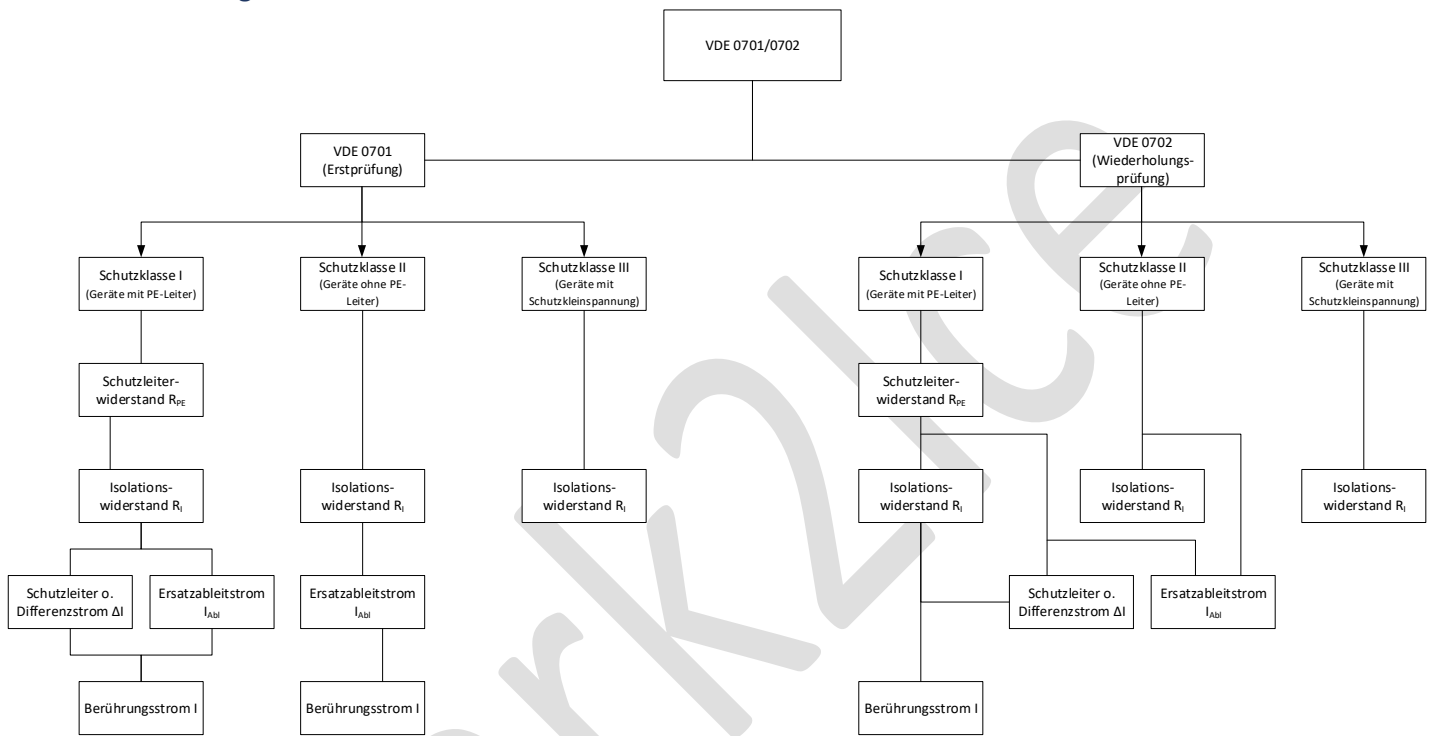 VDE 0701/0702
VDE 0701
(Erstprüfung)
VDE 0702
(Wiederholungs-
prüfung)
Schutzklasse I
(Geräte mit PE-Leiter)
Schutzklasse II
(Geräte ohne PE-
Leiter)
Schutzklasse III
(Geräte mit
Schutzkleinspannung)
Schutzklasse I
(Geräte mit PE-Leiter)
Schutzklasse II
(Geräte ohne PE-
Leiter)
Schutzklasse III
(Geräte mit
Schutzkleinspannung)
Schutzleiter-
widerstand RPE
Schutzleiter-
widerstand RPE
Isolations-
widerstand RI
Isolations-
widerstand RI
Isolations-
widerstand RI
Isolations-
widerstand RI
Isolations-
widerstand RI
Isolations-
widerstand RI
Schutzleiter o.
Differenzstrom ΔI
Ersatzableitstrom
IAbl
Ersatzableitstrom
IAbl
Schutzleiter o.
Differenzstrom ΔI
Ersatzableitstrom
IAbl
Berührungsstrom I
Berührungsstrom I
Berührungsstrom I